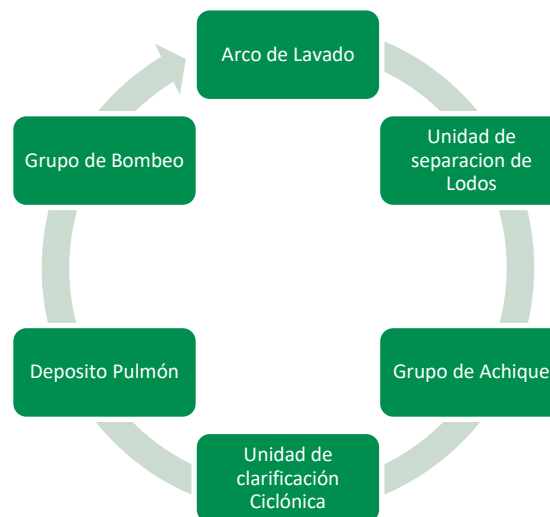 Arco de Lavado
Unidad de
separacion de
Lodos
Grupo de Achique
Unidad de
clarificación
Ciclónica
Deposito Pulmón
Grupo de Bombeo